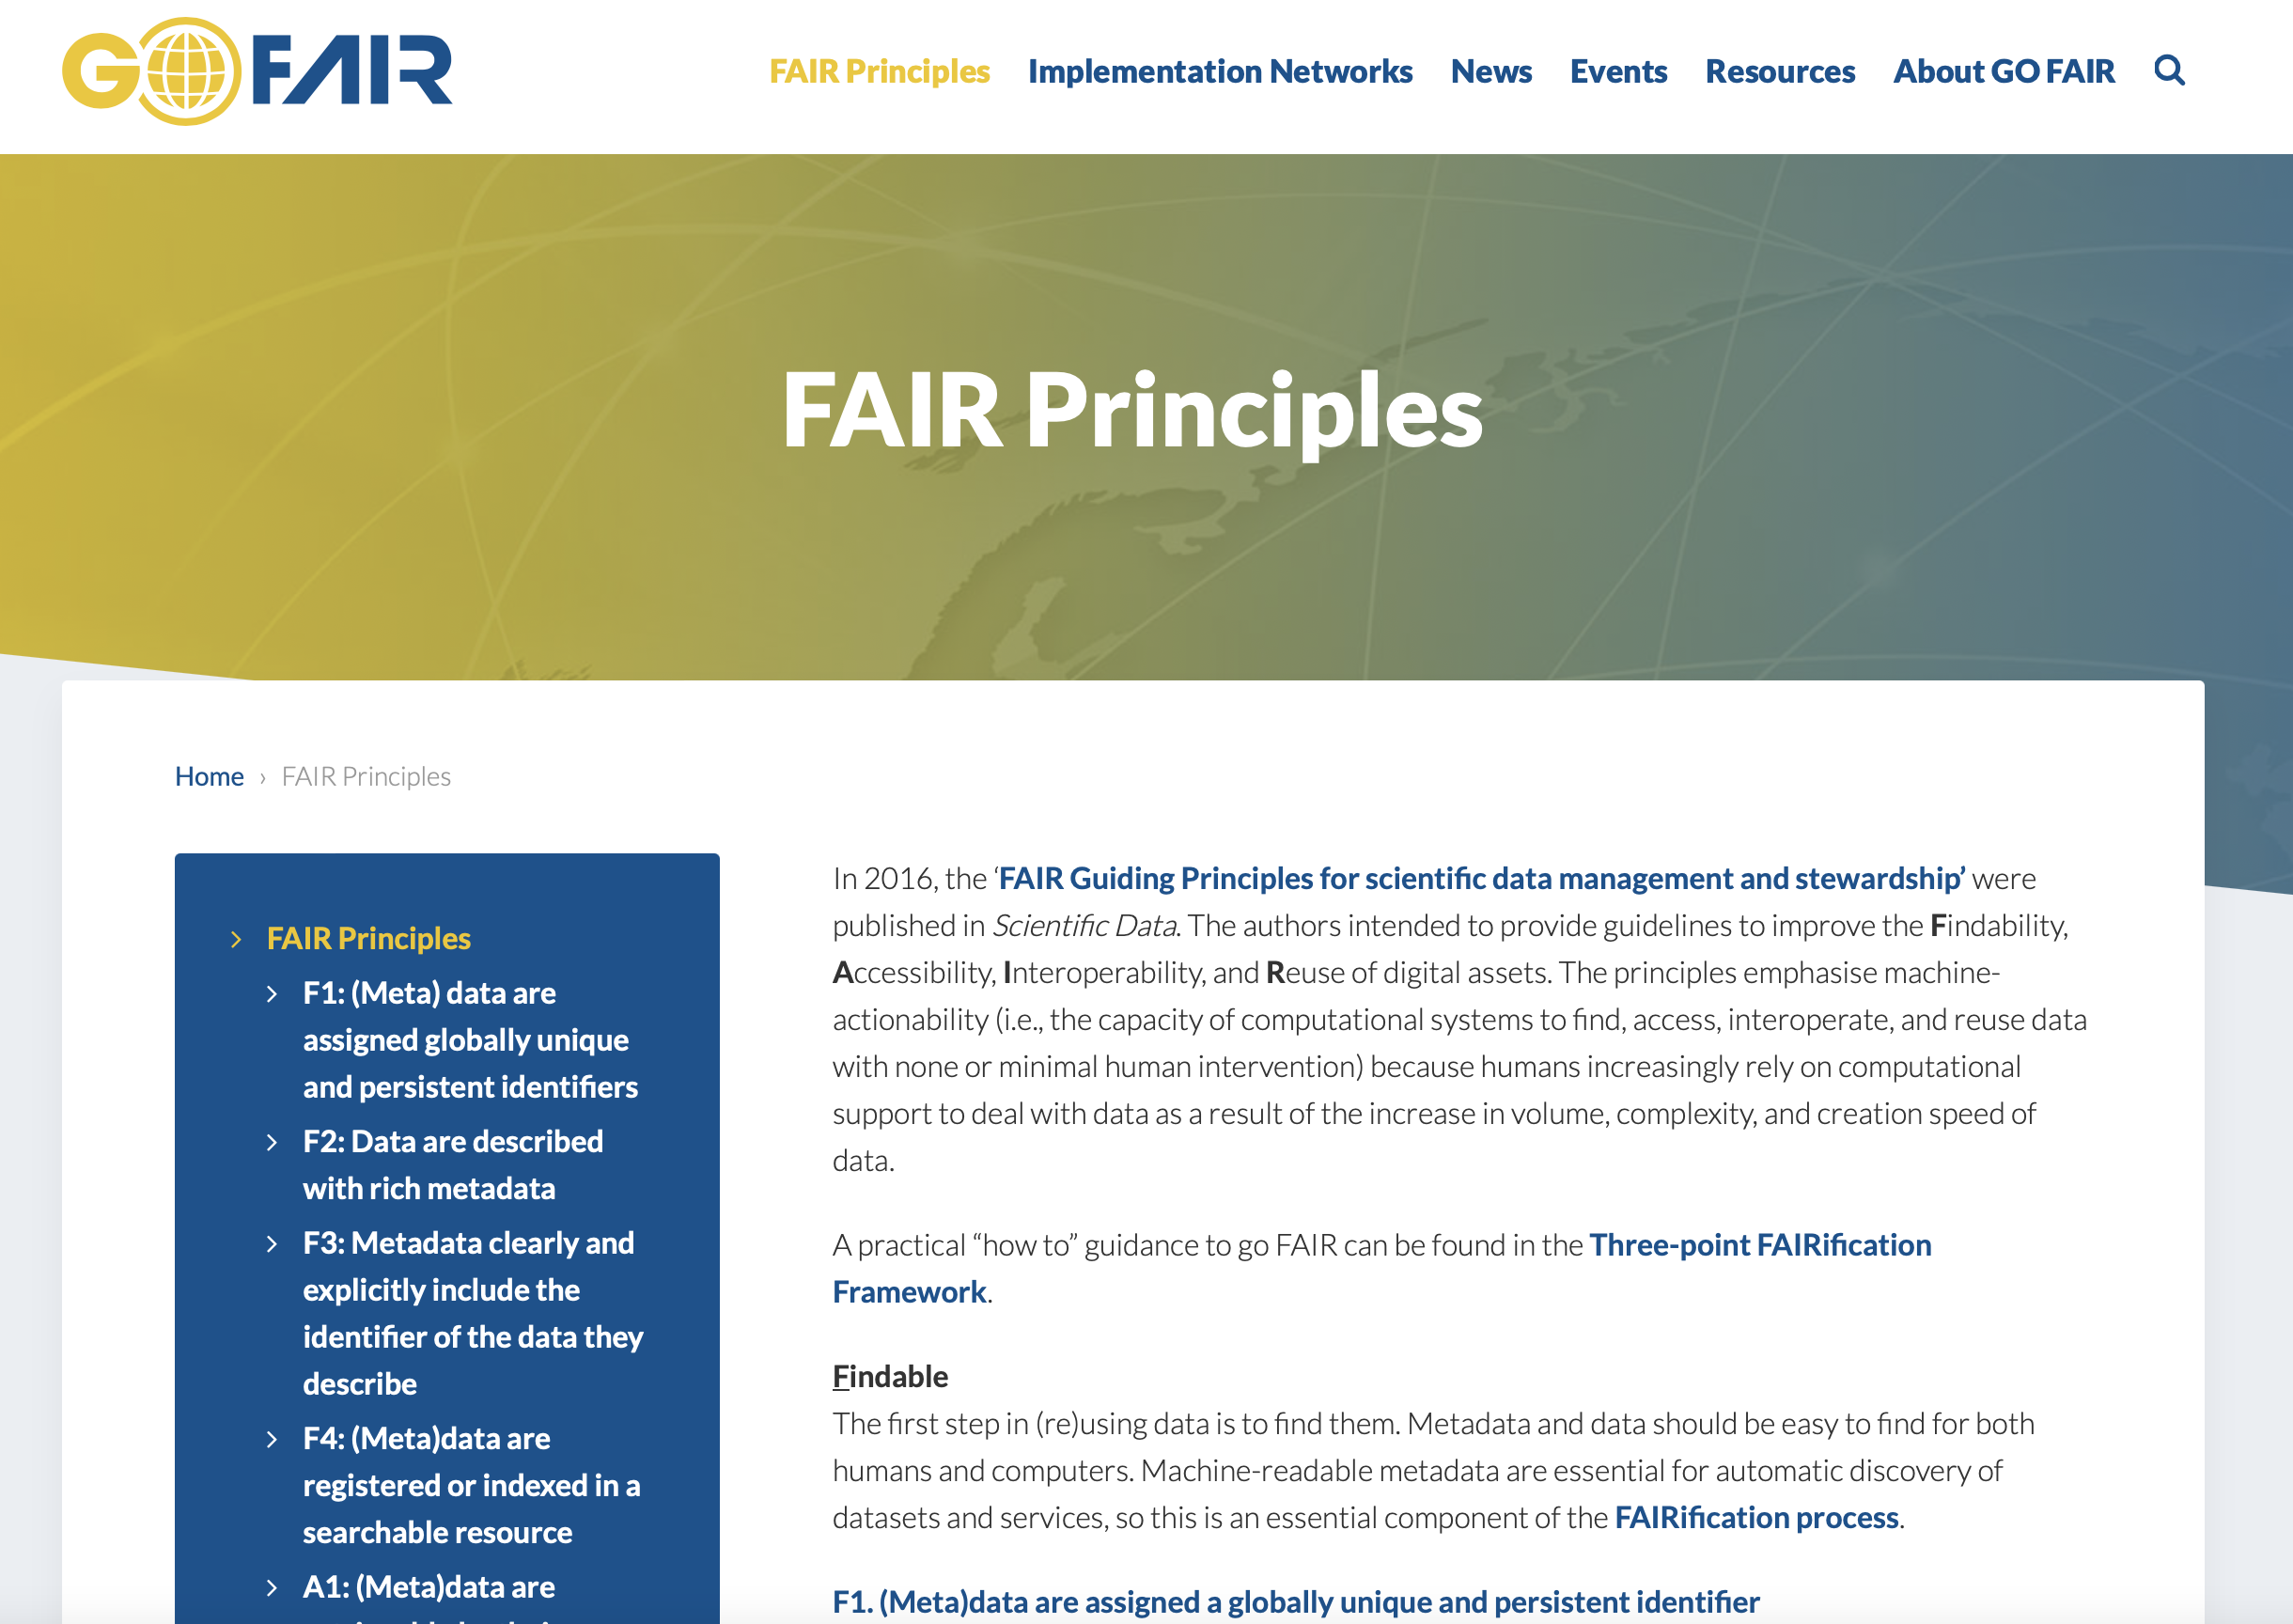 GO FAIR
FAIR Principles
Implementation Networks
News
Events
Resources
About GO FAIR
FAIR Principles
Home › FAIR Principles
FAIR Principles
F1: (Meta) data are
assigned globally unique
and persistent identifiers
F2: Data are described
with rich metadata
F3: Metadata clearly and
explicitly include the
identifier of the data they
describe
F4: (Meta)data are
registered or indexed in a
searchable resource
A1: (Meta)data are
In 2016, the ‘FAIR Guiding Principles for scientific data management and stewardship’ were
published in Scientific Data. The authors intended to provide guidelines to improve the Findability,
Accessibility, Interoperability, and Reuse of digital assets. The principles emphasise machine-
actionability (i.e., the capacity of computational systems to find, access, interoperate, and reuse data
with none or minimal human intervention) because humans increasingly rely on computational
support to deal with data as a result of the increase in volume, complexity, and creation speed of
data.
A practical “how to” guidance to go FAIR can be found in the Three-point FAIRification
Framework.
Findable
The first step in (re)using data is to find them. Metadata and data should be easy to find for both
humans and computers. Machine-readable metadata are essential for automatic discovery of
datasets and services, so this is an essential component of the FAIRification process.
F1. (Meta)data are assigned a globally unique and persistent identifier